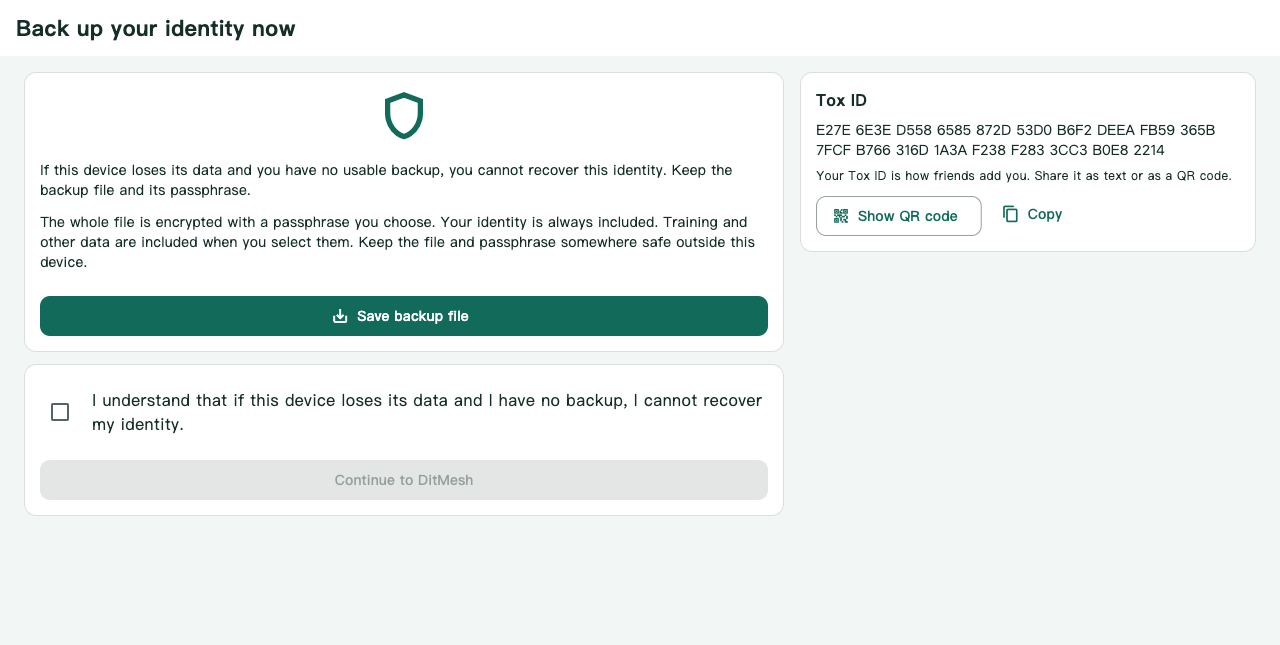 Back up your identity now
If this device loses its data and you have no usable backup, you cannot recover this identity. Keep the
backup file and its passphrase.
The whole file is encrypted with a passphrase you choose. Your identity is always included. Training and
other data are included when you select them. Keep the file and passphrase somewhere safe outside this
device.
Save backup file
I understand that if this device loses its data and I have no backup, I cannot recover
my identity.
Continue to DitMesh
Tox ID
E27E 6E3E D558 6585 872D 53D0 B6F2 DEEA FB59 365B
7FCF B766 316D 1A3A F238 F283 3CC3 B0E8 2214
Your Tox ID is how friends add you. Share it as text or as a QR code.
Show QR code
Copy